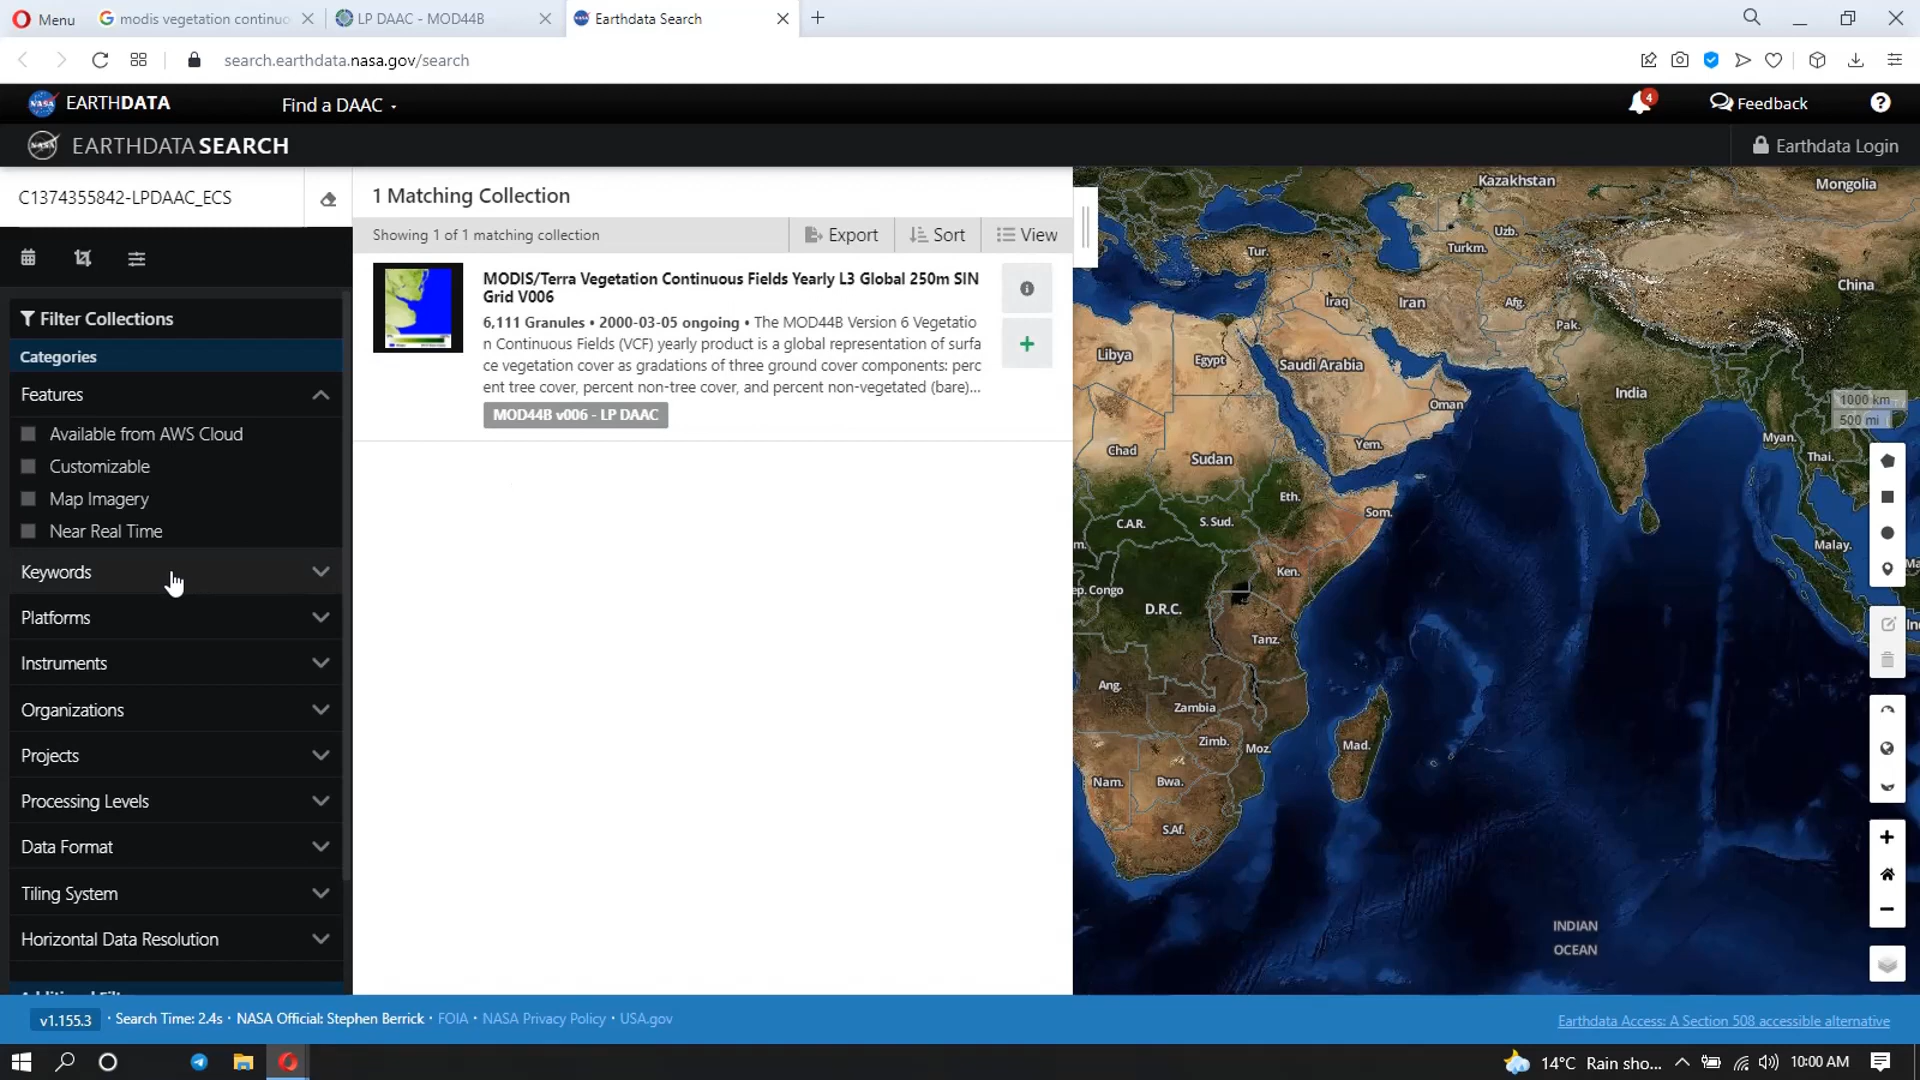 Menu
modis vegetation continuo
LP DAAC - MOD44B
Earthdata Search
search.earthdata.nasa.gov/search
EARTHDATA
Find a DAAC
4
Feedback
EARTHDATA SEARCH
Earthdata Login
C1374355842-LPDAAC_ECS
Filter Collections
Categories
Features
Available from AWS Cloud
Customizable
Map Imagery
Near Real Time
Keywords
Platforms
Instruments
Organizations
Projects
Processing Levels
Data Format
Tiling System
Horizontal Data Resolution
1 Matching Collection
Showing 1 of 1 matching collection
Export
Sort
View
MODIS/Terra Vegetation Continuous Fields Yearly L3 Global 250m SIN
Grid V006
6,111 Granules • 2000-03-05 ongoing • The MOD44B Version 6 Vegetatio
n Continuous Fields (VCF) yearly product is a global representation of surfa
ce vegetation cover as gradations of three ground cover components: perc
ent tree cover, percent non-tree cover, and percent non-vegetated (bare)...
MOD44B v006 - LP DAAC
Kazakhstan
Mongolia
Uzb.
Turkm.
Tur.
China
Iraq
Iran
Afg.
Pak.
Libya
Egypt
Saudi Arabia
India
Oman
1000 km
500 mi
Myan.
Yem.
Chad
Sudan
Thai.
Eth.
Som.
C.A.R.
S. Sud.
Malay.
Ken.
ep. Congo
D.R.C.
Tanz.
Ang.
Zambia
Zimb.
Moz.
Mad.
Nam.
Bwa.
S.Af.
INDIAN
OCEAN
v1.155.3 • Search Time: 2.4s • NASA Official: Stephen Berrick • FOIA • NASA Privacy Policy • USA.gov
Earthdata Access: A Section 508 accessible alternative
14°C Rain sho...
10:00 AM